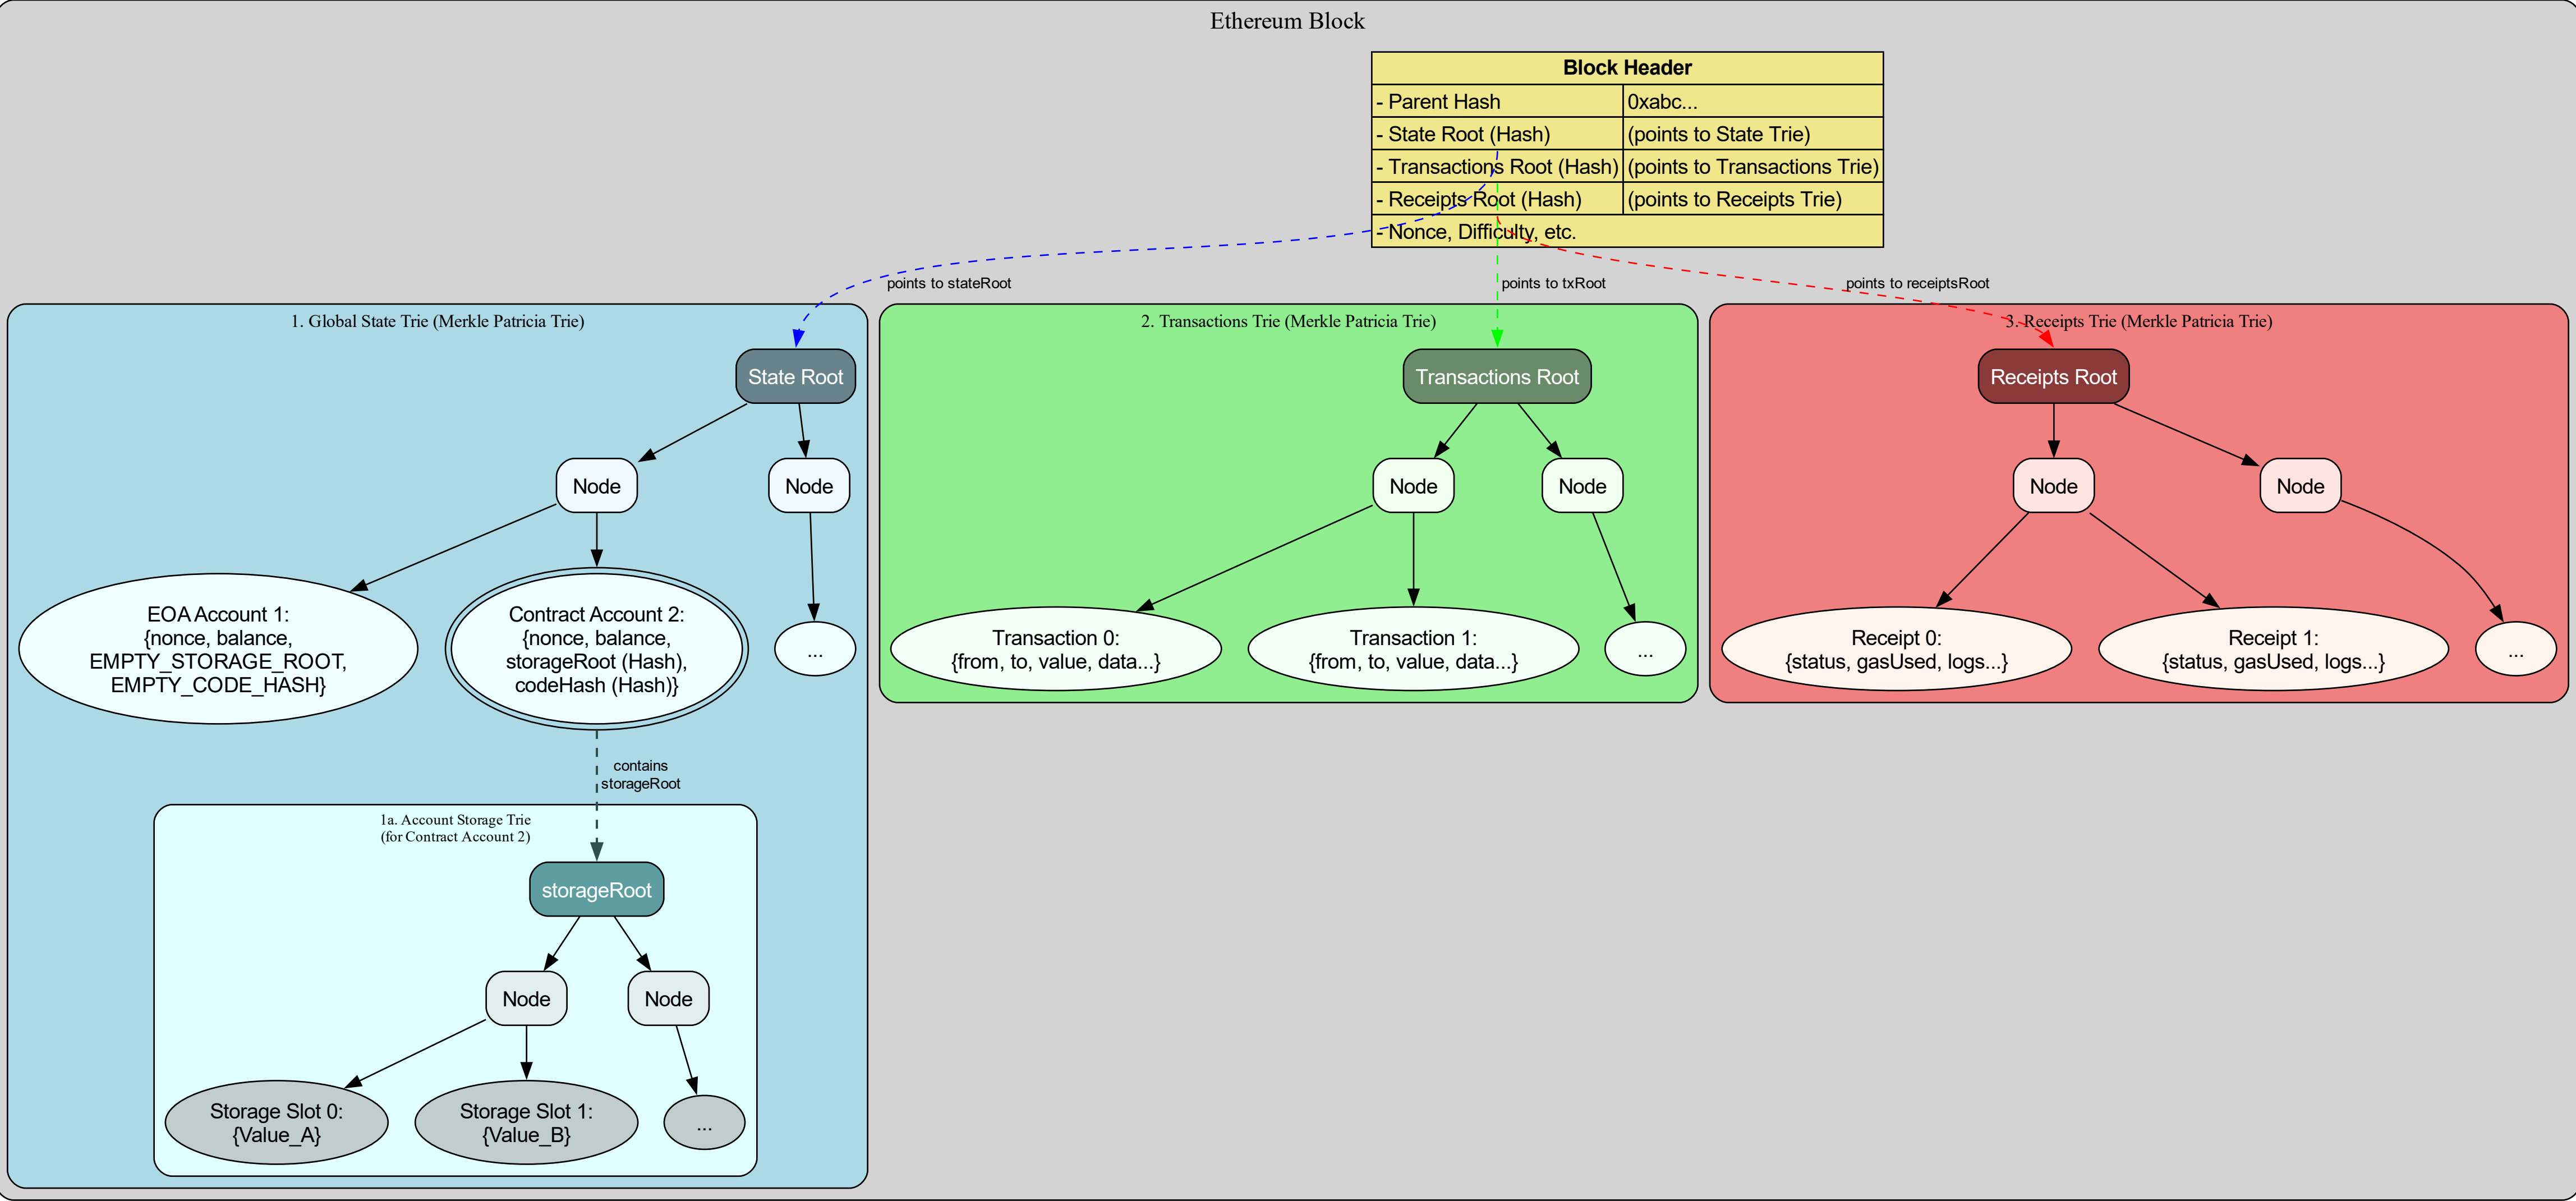 Ethereum Block
Block Header
- Parent Hash 0xabc...
- State Root (Hash) (points to State Trie)
- Transactions Root (Hash) (points to Transactions Trie)
- Receipts Root (Hash) (points to Receipts Trie)
- Nonce, Difficulty, etc.
points to stateRoot
points to txRoot
points to receiptsRoot
1. Global State Trie (Merkle Patricia Trie)
State Root
Node
Node
EOA Account 1:
{nonce, balance,
EMPTY_STORAGE_ROOT,
EMPTY_CODE_HASH}
Contract Account 2:
{nonce, balance,
storageRoot (Hash),
codeHash (Hash)}
...
contains
storageRoot
1a. Account Storage Trie
(for Contract Account 2)
storageRoot
Node
Node
Storage Slot 0:
{Value_A}
Storage Slot 1:
{Value_B}
...
2. Transactions Trie (Merkle Patricia Trie)
Transactions Root
Node
Node
Transaction 0:
{from, to, value, data...}
Transaction 1:
{from, to, value, data...}
...
3. Receipts Trie (Merkle Patricia Trie)
Receipts Root
Node
Node
Receipt 0:
{status, gasUsed, logs...}
Receipt 1:
{status, gasUsed, logs...}
...